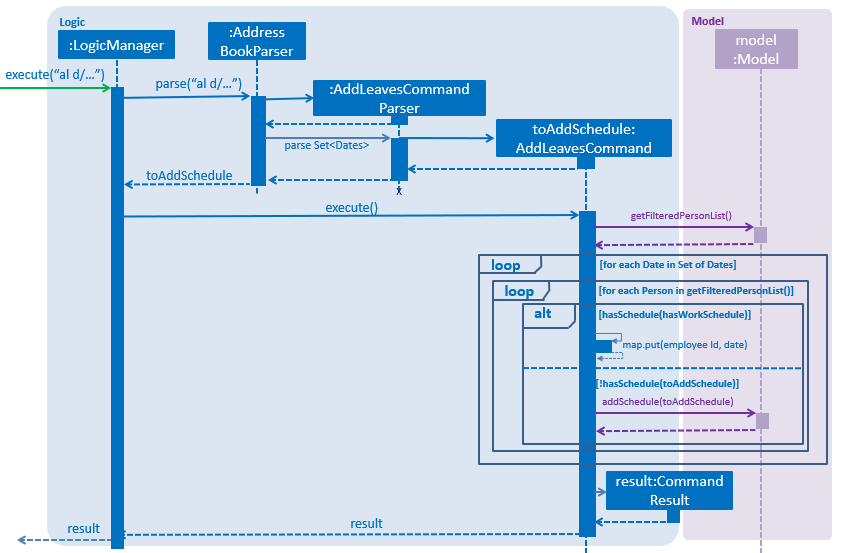 Logic
Model
:LogicManager
:Address
BookParser
model
:Model
execute("al d/...")
parse("al d/...")
:AddLeavesCommand
Parser
toAddSchedule:
AddLeavesCommand
parse Set<Dates>
toAddSchedule
x
execute()
getFilteredPersonList()
loop
[for each Date in Set of Dates]
loop
[for each Person in getFilteredPersonList()]
alt
[hasSchedule(hasWorkSchedule)]
map.put(employee Id, date)
[!hasSchedule(toAddSchedule)]
addSchedule(toAddSchedule)
result:Command
Result
result
result